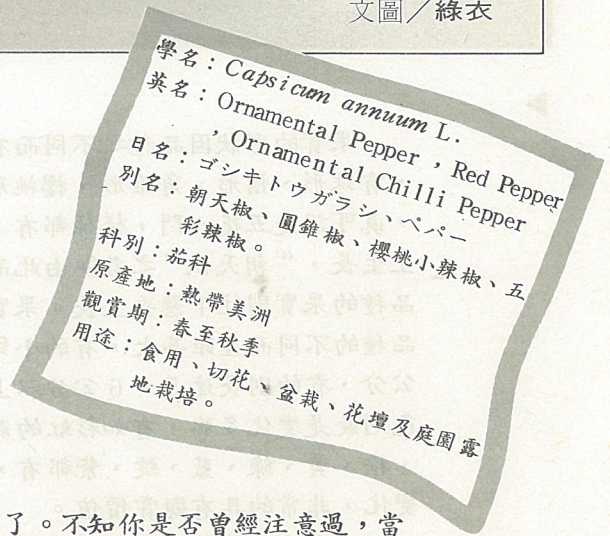 文圖／綠衣
學名：Capsicum annuum L.
英名：Ornamental Pepper，Red Pepper
，Ornamental Chilli Pepper
日名：ゴシキトウガラシ、ペパー
別名：朝天椒、圓錐椒、櫻桃小辣椒、五
彩辣椒。
科別：茄科
原產地：熱帶美洲
觀賞期：春至秋季
用途：食用、切花、盆栽、花壇及庭園露
地栽培。
了。不知你是否曾經注意過，當